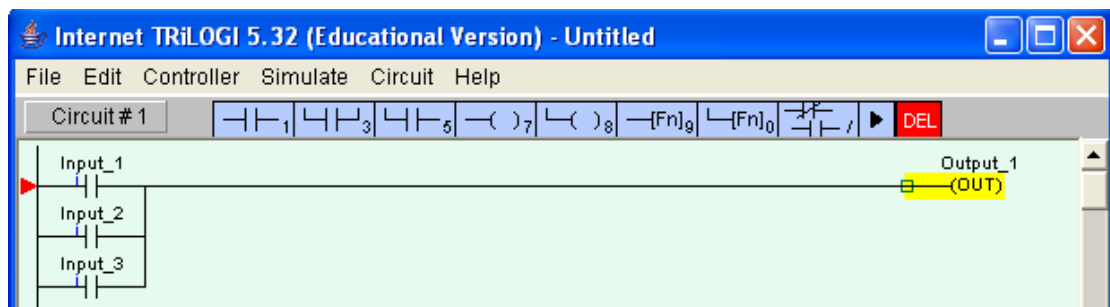 Internet TRiLOGI 5.32 (Educational Version) - Untitled
File Edit Controller Simulate Circuit Help
Circuit # 1 1 3 5 ( )7 ( )8 [Fn]9 [Fn]0 / DEL
Input_1 Output_1
i (OUT)
Input_2
i
Input_3
i